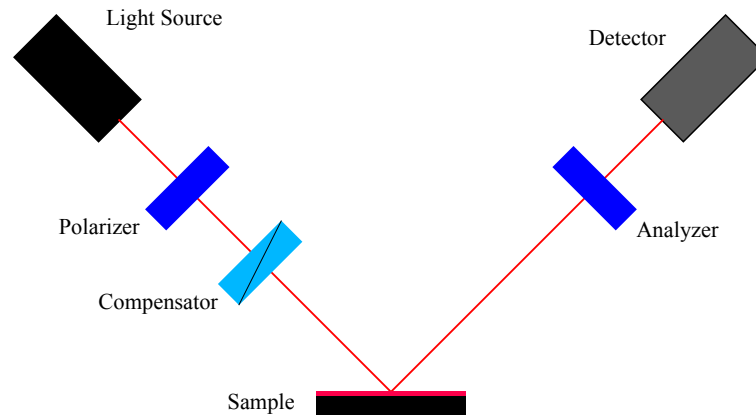 Light Source
Detector
Polarizer
Analyzer
Compensator
Sample